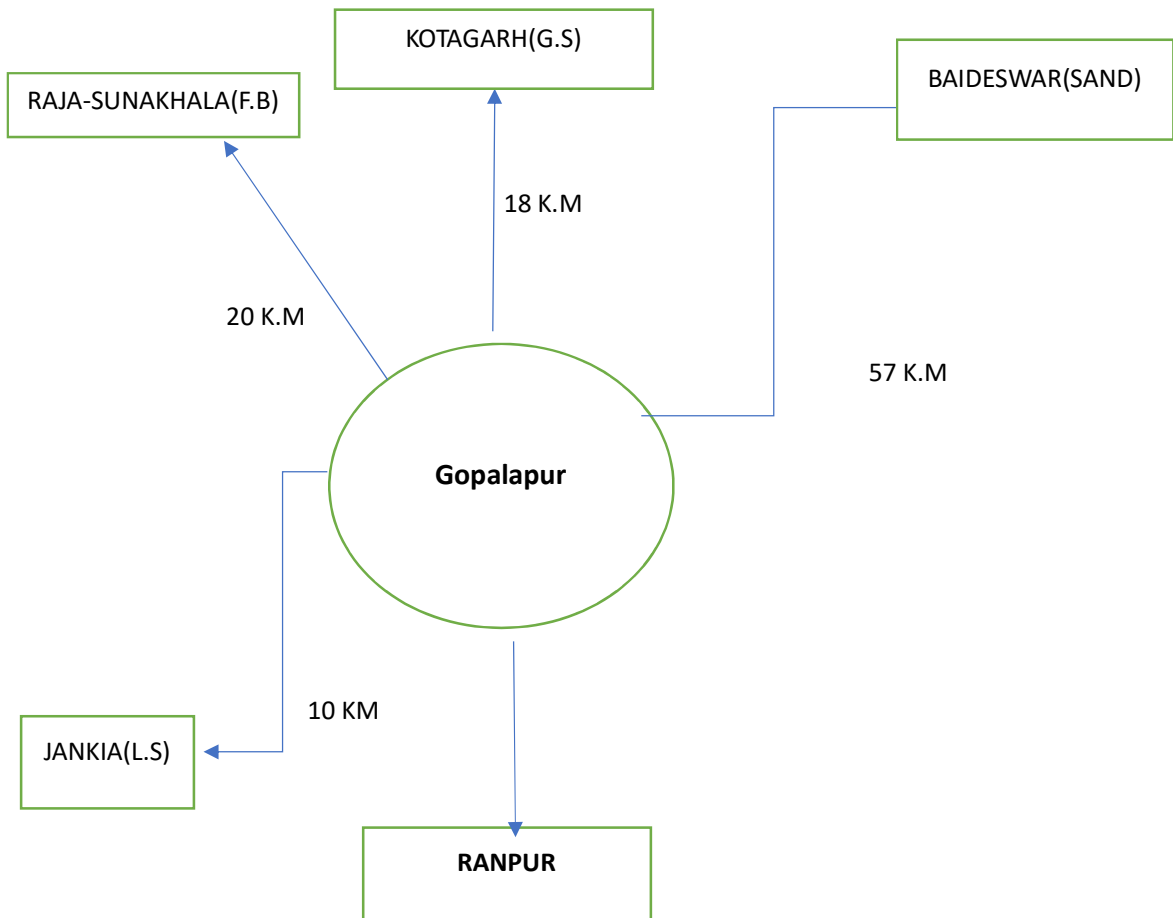 KOTAGARH(G.S)
BAIDESWAR(SAND)
RAJA-SUNAKHALA(F.B)
18 K.M
20 K.M
57 K.M
Gopalapur
10 KM
JANKIA(L.S)
RANPUR